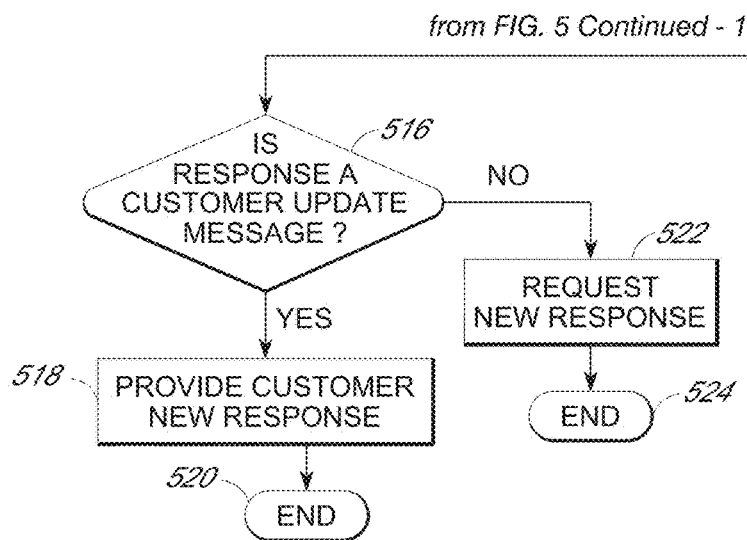 from FIG. 5 Continued - 1
516
IS
RESPONSE A
CUSTOMER UPDATE
MESSAGE ?
NO
522
REQUEST
NEW RESPONSE
YES
518
PROVIDE CUSTOMER
NEW RESPONSE
END
524
520
END